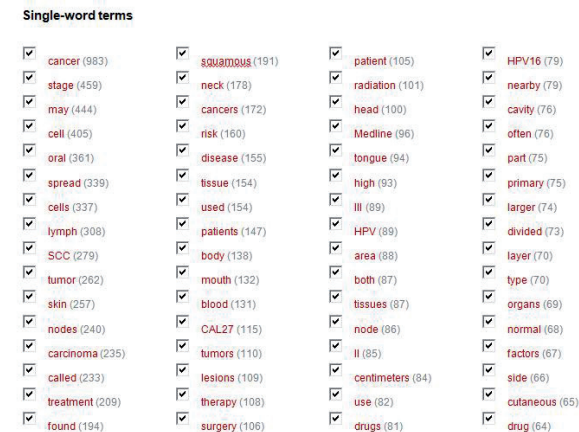 Single-word terms
cancer (983)
stage (459)
may (444)
cell (405)
oral (361)
spread (339)
cells (337)
lymph (308)
SCC (279)
tumor (262)
skin (257)
nodes (240)
carcinoma (235)
called (233)
treatment (209)
found (194)
squamous (191)
neck (178)
cancers (172)
risk (160)
disease (155)
tissue (154)
used (154)
patients (147)
body (138)
mouth (132)
blood (131)
CAL27 (115)
tumors (110)
lesions (109)
therapy (108)
surgery (106)
patient (105)
radiation (101)
head (100)
Medline (96)
tongue (94)
high (93)
III (89)
HPV (89)
area (88)
both (87)
tissues (87)
node (86)
II (85)
centimeters (84)
use (82)
drugs (81)
HPV16 (79)
nearby (79)
cavity (76)
often (76)
part (75)
primary (75)
larger (74)
divided (73)
layer (70)
type (70)
organs (69)
normal (68)
factors (67)
side (66)
cutaneous (65)
drug (64)